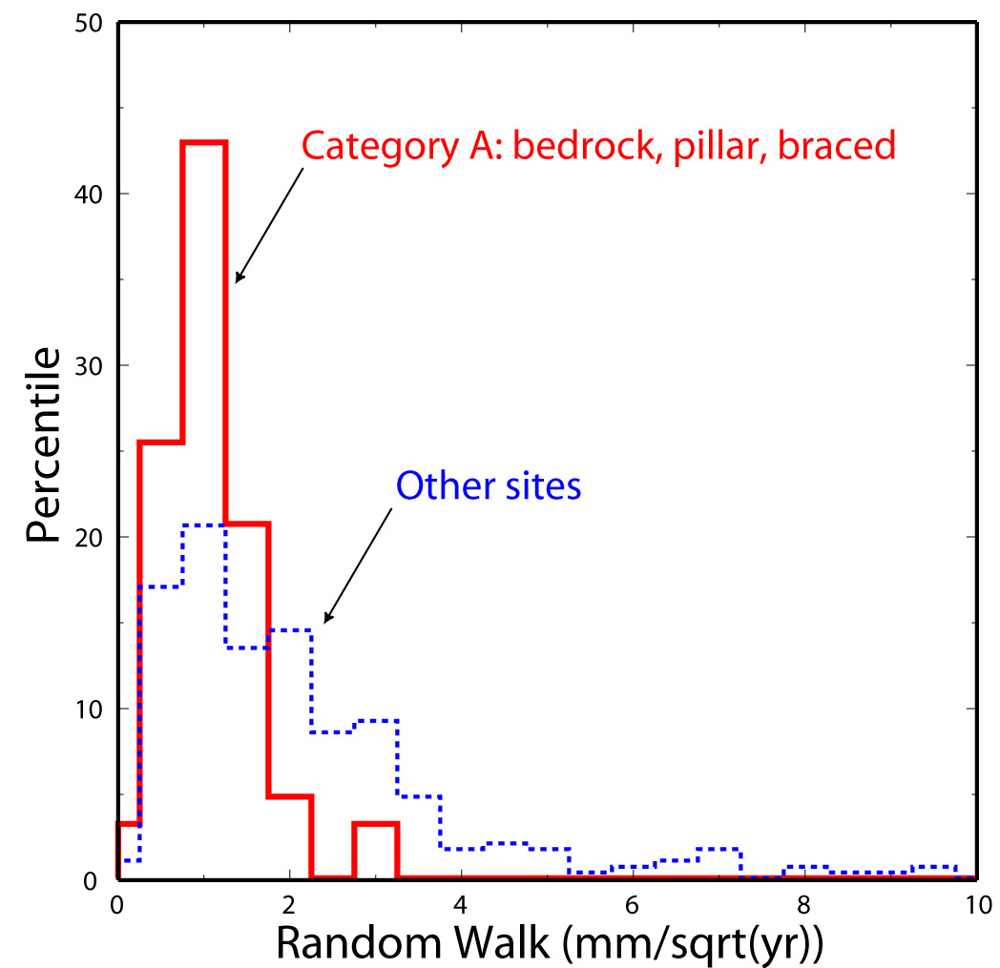 50
Category A: bedrock, pillar, braced
40
30
Percentile
Other sites
20
10
0
0 2 4 6 8 10
Random Walk (mm/sqrt(yr))